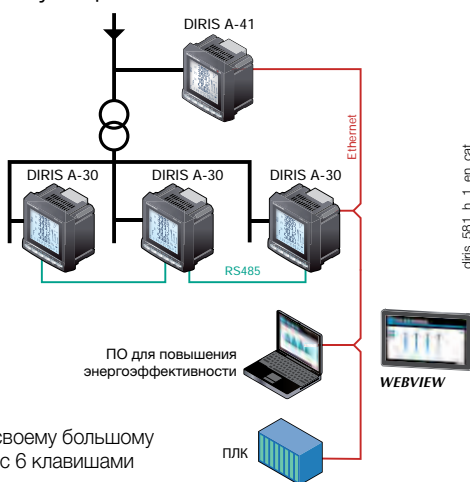 DIRIS A-41
Ethernet
DIRIS A-30
DIRIS A-30
DIRIS A-30
RS485
diris_581_b_1_en_cat
ПО для повышения
энергоэффективности
WEBVIEW
своему большому
с 6 клавишами
ПЛК